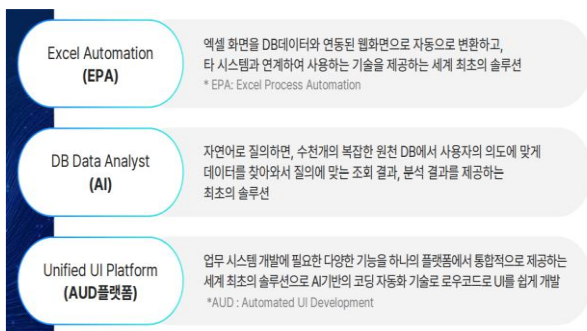 Excel Automation
(EPA)
엑셀 화면을 DB데이터와 연동된 웹화면으로 자동으로 변환하고,
타 시스템과 연계하여 사용하는 기술을 제공하는 세계 최초의 솔루션
* EPA: Excel Process Automation
DB Data Analyst
(AI)
자연어로 질의하면, 수천개의 복잡한 원천 DB에서 사용자의 의도에 맞게
데이터를 찾아와서 질의에 맞는 조회 결과, 분석 결과를 제공하는
최초의 솔루션
Unified UI Platform
(AUD플랫폼)
업무 시스템 개발에 필요한 다양한 기능을 하나의 플랫폼에서 통합적으로 제공하는
세계 최초의 솔루션으로 AI기반의 코딩 자동화 기술로 로우코드로 UI를 쉽게 개발
*AUD : Automated UI Development